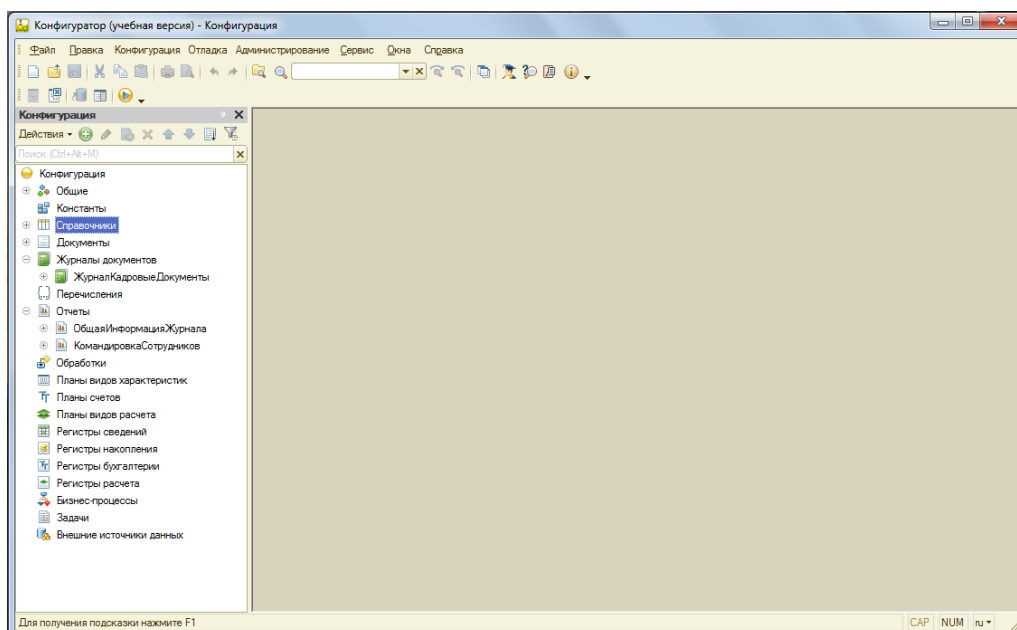 Конфигуратор (учебная версия) - Конфигурация
Файл Правка Конфигурация Отладка Администрирование Сервис Окна Справка
Конфигурация
Действия
Поиск (Ctrl+Alt+M)
Конфигурация
Общие
Константы
Справочники
Документы
Журналы документов
ЖурналКадровыеДокументы
Перечисления
Отчеты
ОбщаяИнформацияЖурнала
КомандировкаСотрудников
Обработки
Планы видов характеристик
Планы счетов
Планы видов расчета
Регистры сведений
Регистры накопления
Регистры бухгалтерии
Регистры расчета
Бизнес-процессы
Задачи
Внешние источники данных
Для получения подсказки нажмите F1 CAP NUM ru